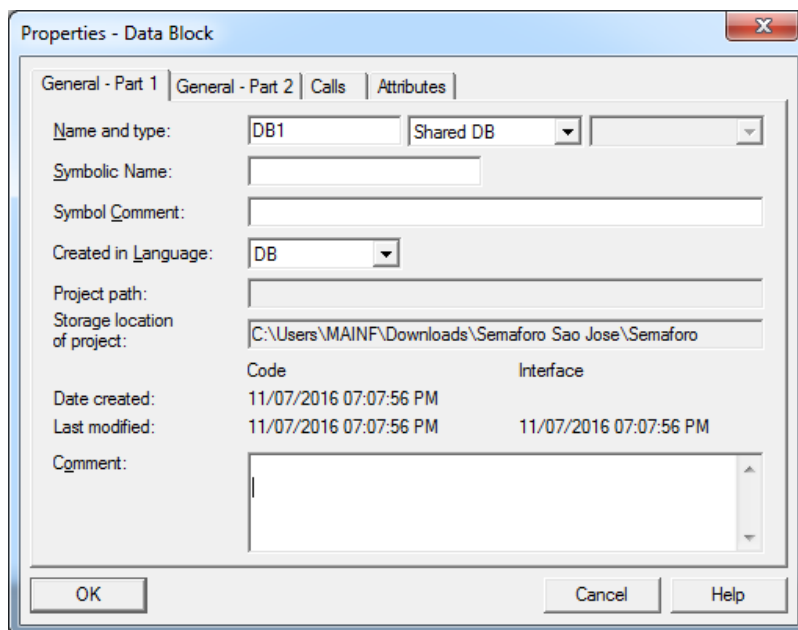 Properties - Data Block
General - Part 1 General - Part 2 Calls Attributes
Name and type: DB1 Shared DB
Symbolic Name:
Symbol Comment:
Created in Language: DB
Project path:
Storage location
of project: C:\Users\MAINF\Downloads\Semaforo Sao Jose\Semaforo
Code Interface
Date created: 11/07/2016 07:07:56 PM
Last modified: 11/07/2016 07:07:56 PM 11/07/2016 07:07:56 PM
Comment:
OK Cancel Help